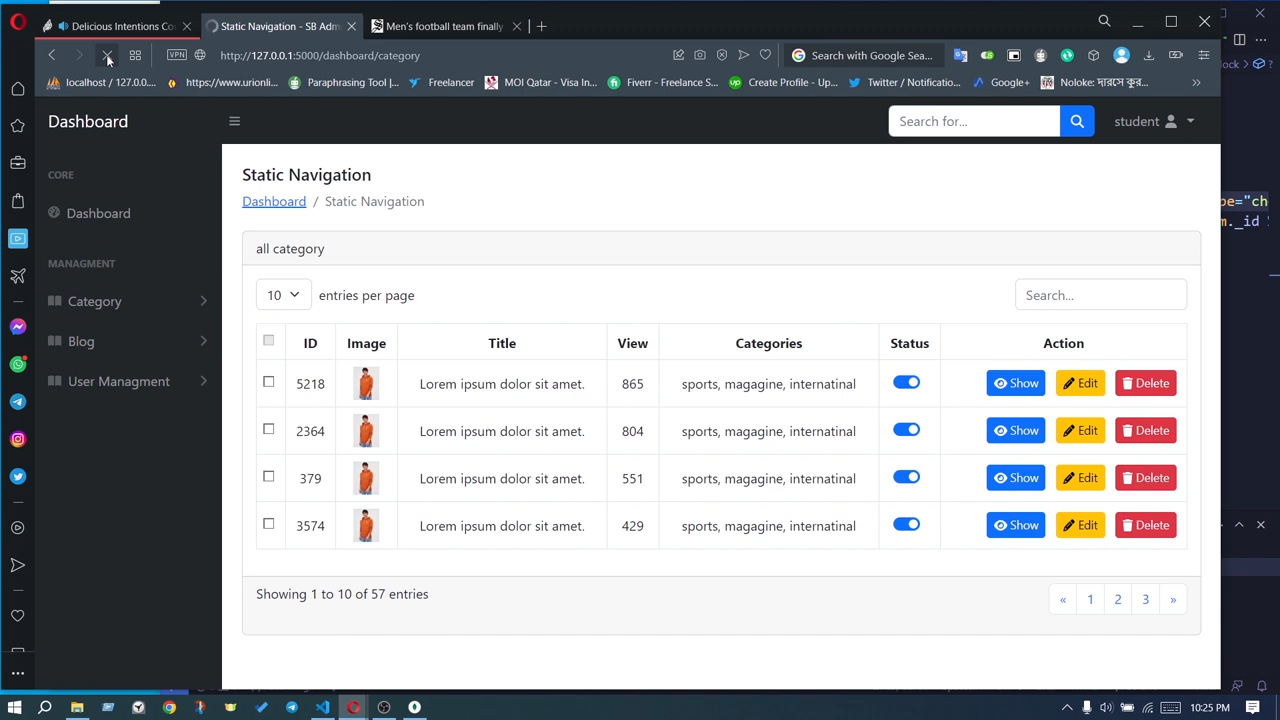 Delicious Intentions Co
Static Navigation - SB Adm
Men's football team finally
VPN
http://127.0.0.1:5000/dashboard/category
Search with Google Sea...
localhost / 127.0.0....
https://www.urionli...
Paraphrasing Tool |...
Freelancer
MOI Qatar - Visa In...
Fiverr - Freelance S...
Create Profile - Up...
Twitter / Notificatio...
Google+
Noloke: দারসে কুর...
Dashboard
Search for...
student
CORE
Dashboard
MANAGMENT
Category
Blog
User Managment
Static Navigation
Dashboard / Static Navigation
all category
10 entries per page
Search...
ID Image Title View Categories Status Action
5218 Lorem ipsum dolor sit amet. 865 sports, magagine, internatinal Show Edit Delete
2364 Lorem ipsum dolor sit amet. 804 sports, magagine, internatinal Show Edit Delete
379 Lorem ipsum dolor sit amet. 551 sports, magagine, internatinal Show Edit Delete
3574 Lorem ipsum dolor sit amet. 429 sports, magagine, internatinal Show Edit Delete
Showing 1 to 10 of 57 entries
« 1 2 3 »
lock ?
pe="ch
m._id
10:25 PM